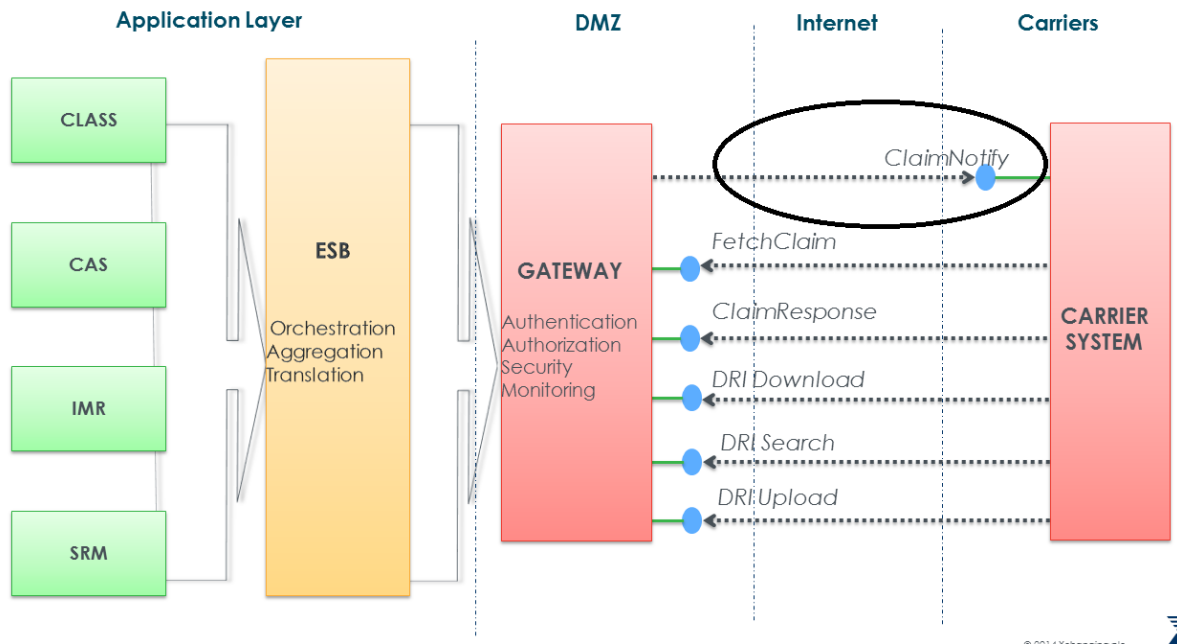 Application Layer
DMZ
Internet
Carriers
CLASS
CAS
IMR
SRM
ESB
Orchestration
Aggregation
Translation
GATEWAY
Authentication
Authorization
Security
Monitoring
ClaimNotify
FetchClaim
ClaimResponse
DRI Download
DRI Search
DRI Upload
CARRIER
SYSTEM